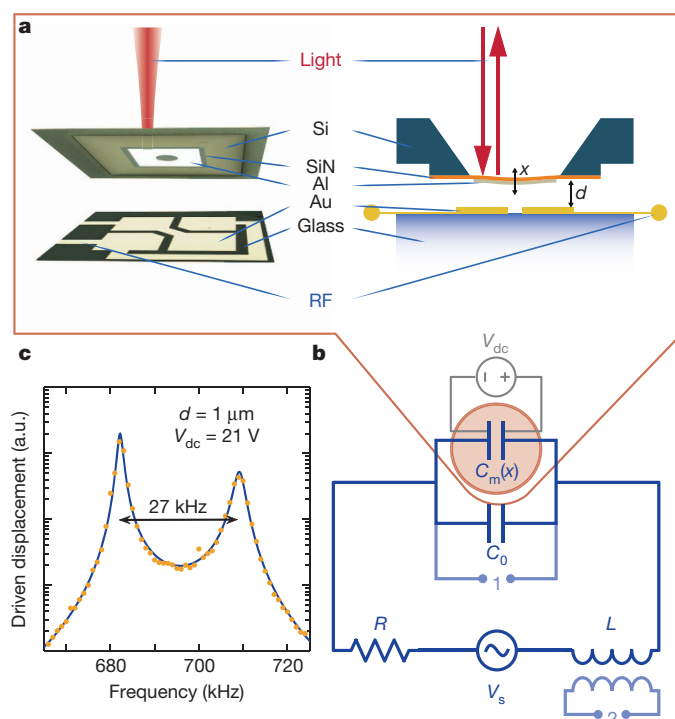 a
Light
Si
SiN
Al
Au
Glass
RF
x
d
c
d = 1 μm
V_dc = 21 V
27 kHz
Driven displacement (a.u.)
680
700
720
Frequency (kHz)
b
V_dc
C_m(x)
C_0
1
R
V_s
L
2